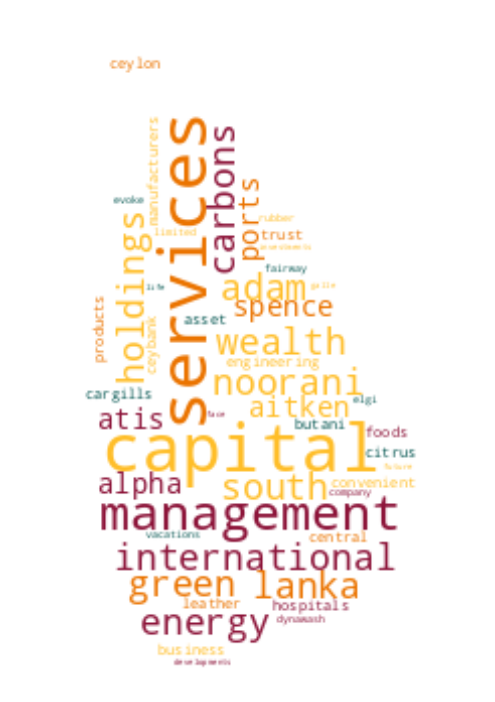 ceylon
services
manufacturers
carbons
ports
evoke
holdings
rubber
limited
trust
investments
fairway
adam
life
galle
products
spence
asset
ceybank
wealth
engineering
noorani
cargills
aitken
elgi
atis
face
butani
foods
capital
citrus
future
alpha
south
convenient
company
management
vacations
central
international
green
lanka
leather
hospitals
energy
dynawash
business
developments